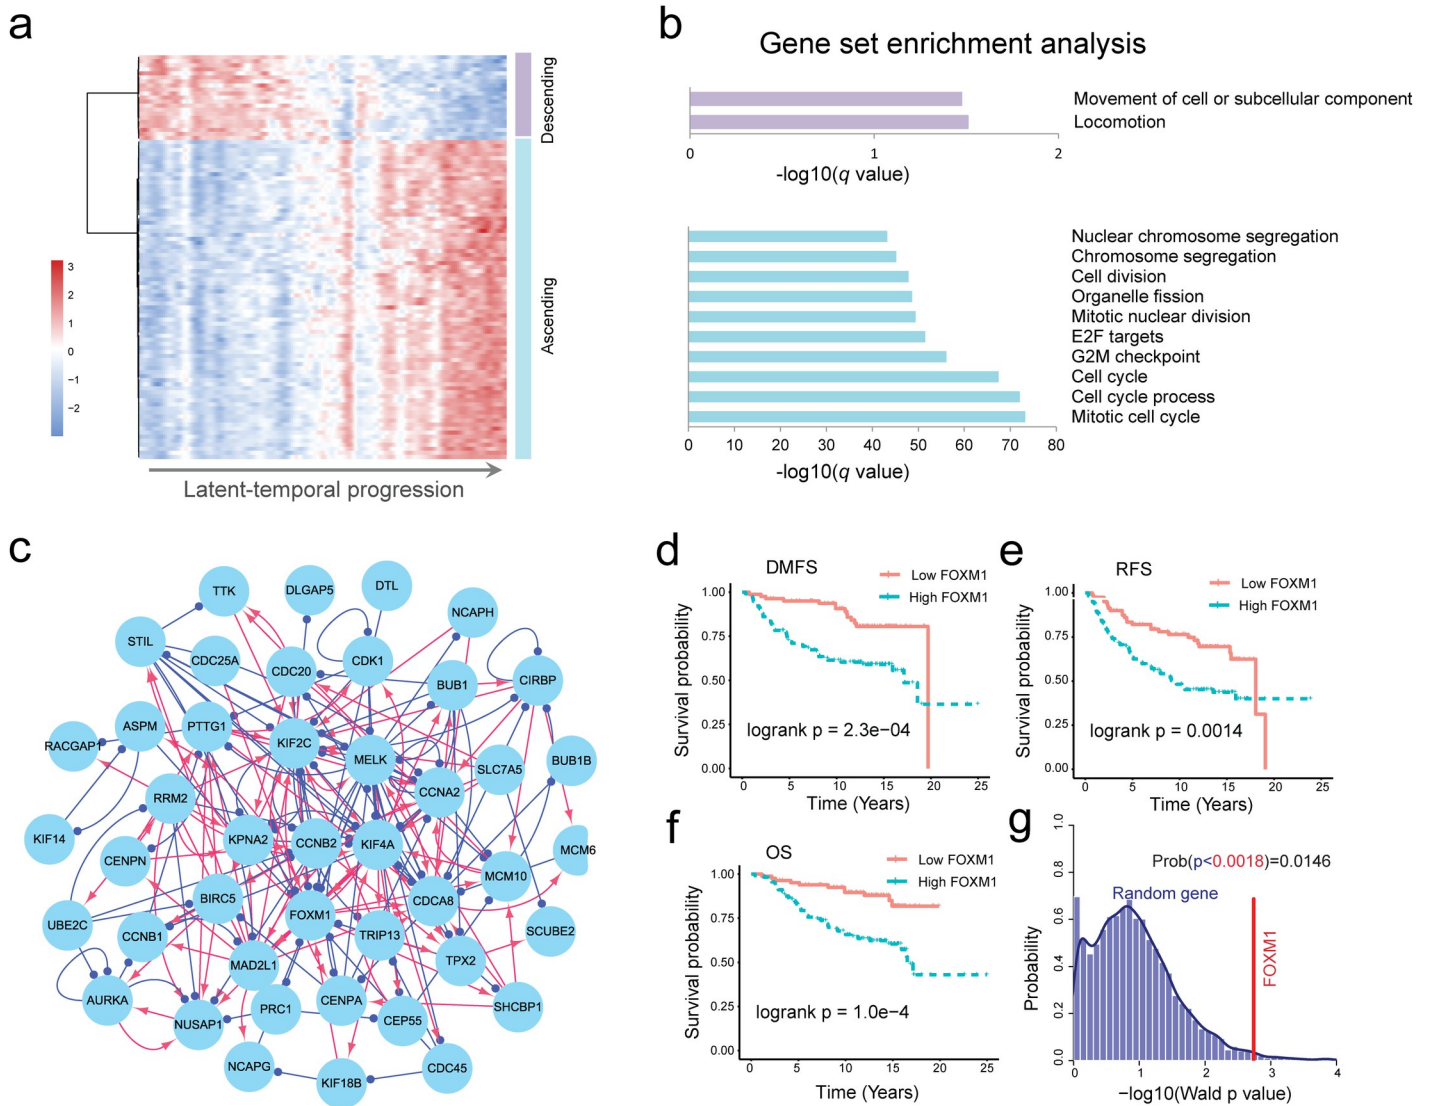 a
Descending
Ascending
3
2
1
0
−1
−2
Latent-temporal progression
b
Gene set enrichment analysis
Movement of cell or subcellular component
Locomotion
0
1
2
-log10(q value)
Nuclear chromosome segregation
Chromosome segregation
Cell division
Organelle fission
Mitotic nuclear division
E2F targets
G2M checkpoint
Cell cycle
Cell cycle process
Mitotic cell cycle
0 10 20 30 40 50 60 70 80
-log10(q value)
c
TTK
DLGAP5
DTL
NCAPH
STIL
CDC25A
CDC20
CDK1
BUB1
CIRBP
RACGAP1
ASPM
PTTG1
KIF2C
MELK
SLC7A5
BUB1B
RRM2
CCNA2
KIF14
CENPN
KPNA2
CCNB2
KIF4A
MCM10
MCM6
UBE2C
CCNB1
BIRC5
FOXM1
CDCA8
TRIP13
SCUBE2
AURKA
NUSAP1
MAD2L1
PRC1
CENPA
CEP55
TPX2
SHCBP1
NCAPG
KIF18B
CDC45
d
DMFS
Low FOXM1
High FOXM1
Survival probability
1.00
0.75
0.50
0.25
0.00
logrank p = 2.3e−04
0 5 10 15 20 25
Time (Years)
e
RFS
Low FOXM1
High FOXM1
Survival probability
1.00
0.75
0.50
0.25
0.00
logrank p = 0.0014
0 5 10 15 20 25
Time (Years)
f
OS
Low FOXM1
High FOXM1
Survival probability
1.00
0.75
0.50
0.25
0.00
logrank p = 1.0e−4
0 5 10 15 20 25
Time (Years)
g
Prob(p<0.0018)=0.0146
Random gene
FOXM1
Probability
1.0
0.8
0.6
0.4
0.2
0.0
0 1 2 3 4
−log10(Wald p value)